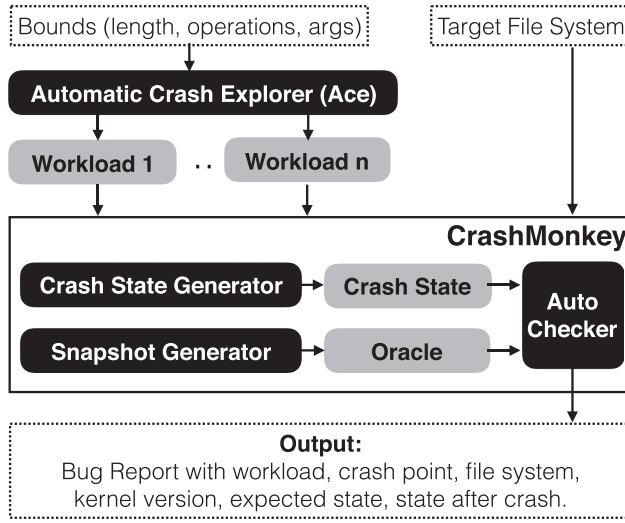 Bounds (length, operations, args)
Target File System
Automatic Crash Explorer (Ace)
Workload 1
. .
Workload n
CrashMonkey
Crash State Generator
Crash State
Auto
Checker
Snapshot Generator
Oracle
Output:
Bug Report with workload, crash point, file system,
kernel version, expected state, state after crash.